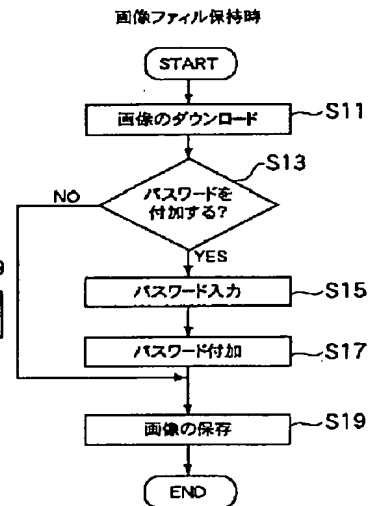 画像ファイル保持時
START
画像のダウンロード
S11
S13
パスワードを
付加する?
NO
YES
パスワード入力
S15
パスワード付加
S17
画像の保存
S19
END